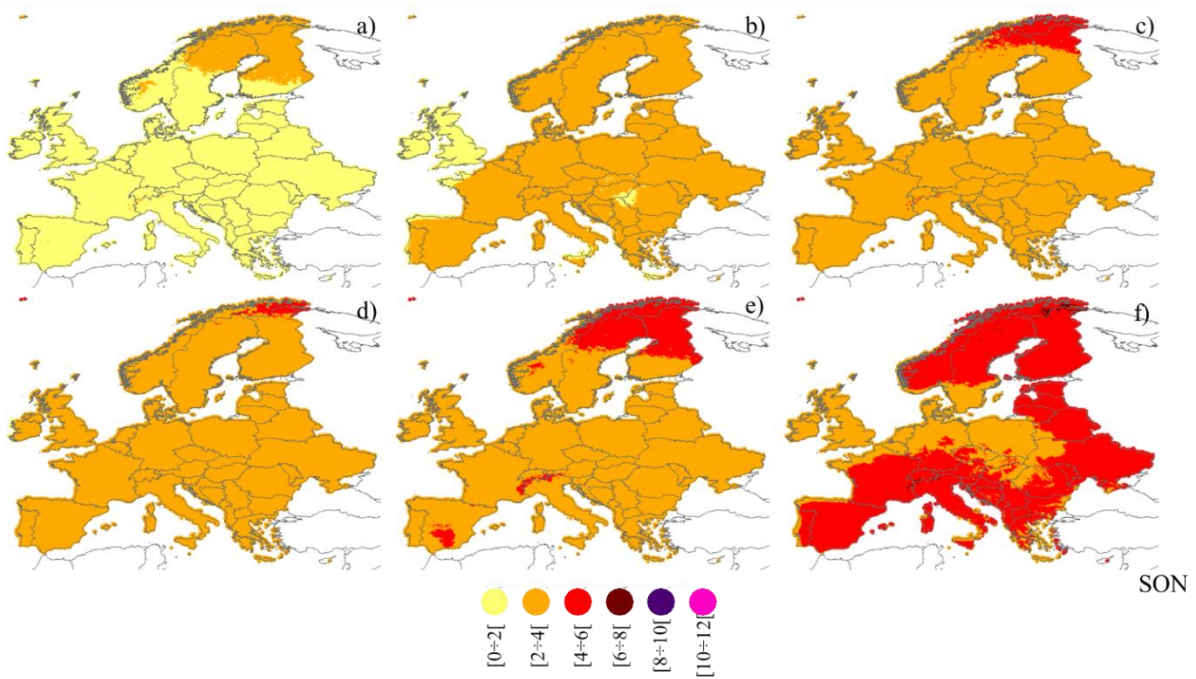 a)
b)
c)
d)
e)
f)
SON
[0÷2[
[2÷4[
[4÷6[
[6÷8[
[8÷10[
[10÷12[